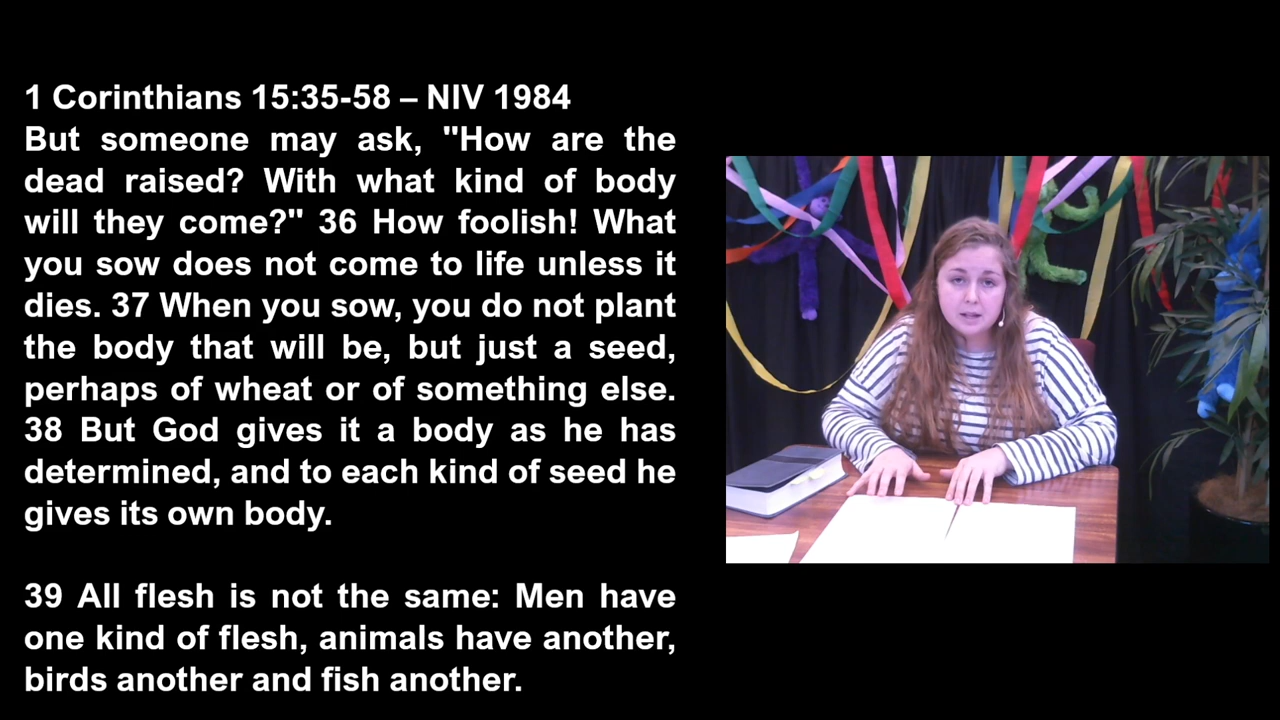 1 Corinthians 15:35-58 – NIV 1984
But someone may ask, "How are the
dead raised? With what kind of body
will they come?" 36 How foolish! What
you sow does not come to life unless it
dies. 37 When you sow, you do not plant
the body that will be, but just a seed,
perhaps of wheat or of something else.
38 But God gives it a body as he has
determined, and to each kind of seed he
gives its own body.
39 All flesh is not the same: Men have
one kind of flesh, animals have another,
birds another and fish another.